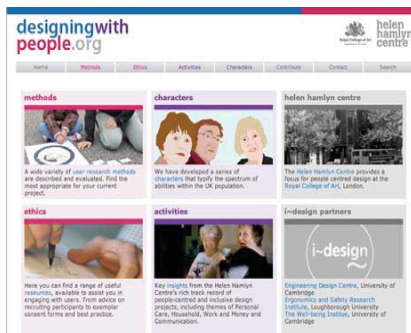 designingwith
people.org
Royal College of Art
helen
hamlyn
centre
Home Methods Ethics Activities Characters Contribute Contact Search
methods
A wide variety of user research methods
are described and evaluated. Find the
most appropriate for your current
project.
characters
We have developed a series of
characters that typify the spectrum of
abilities within the UK population.
helen hamlyn centre
The Helen Hamlyn Centre provides a
focus for people centred design at the
Royal College of Art, London.
ethics
Here you can find a range of useful
resources, available to assist you in
engaging with users. From advice on
recruiting participants to exemplar
consent forms and best practice.
activities
Key insights from the Helen Hamlyn
Centre's rich track record of
people-centred and inclusive design
projects, including themes of Personal
Care, Household, Work and Money and
Communication.
i~design partners
i~design
Engineering Design Centre, University of
Cambridge
Ergonomics and Safety Research
Institute, Loughborough University
The Well-being Institue, University of
Cambridge